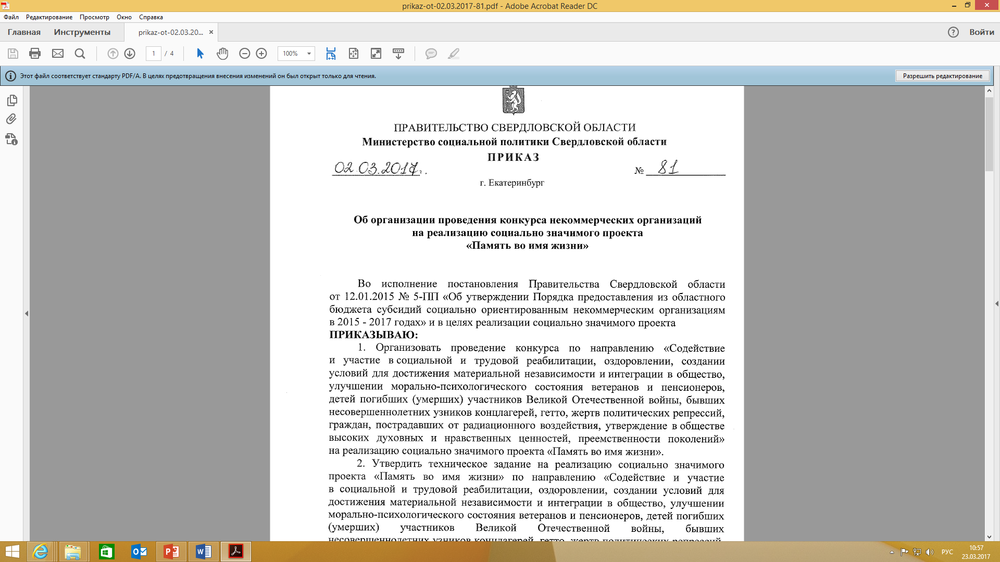 prikaz-ot-02.03.2017-81.pdf - Adobe Acrobat Reader DC
Файл Редактирование Просмотр Окно Справка
Главная Инструменты prikaz-ot-02.03.20... × Войти
1 / 4 100%
Этот файл соответствует стандарту PDF/A. В целях предотвращения внесения изменений он был открыт только для чтения. Разрешить редактирование
ПРАВИТЕЛЬСТВО СВЕРДЛОВСКОЙ ОБЛАСТИ
Министерство социальной политики Свердловской области
ПРИКАЗ
02.03.2017г. № 81
г. Екатеринбург
Об организации проведения конкурса некоммерческих организаций
на реализацию социально значимого проекта
«Память во имя жизни»
Во исполнение постановления Правительства Свердловской области
от 12.01.2015 № 5-ПП «Об утверждении Порядка предоставления из областного
бюджета субсидий социально ориентированным некоммерческим организациям
в 2015 - 2017 годах» и в целях реализации социально значимого проекта
ПРИКАЗЫВАЮ:
1. Организовать проведение конкурса по направлению «Содействие
и участие в социальной и трудовой реабилитации, оздоровлении, создании
условий для достижения материальной независимости и интеграции в общество,
улучшении морально-психологического состояния ветеранов и пенсионеров,
детей погибших (умерших) участников Великой Отечественной войны, бывших
несовершеннолетних узников концлагерей, гетто, жертв политических репрессий,
граждан, пострадавших от радиационного воздействия, утверждение в обществе
высоких духовных и нравственных ценностей, преемственности поколений»
на реализацию социально значимого проекта «Память во имя жизни».
2. Утвердить техническое задание на реализацию социально значимого
проекта «Память во имя жизни» по направлению «Содействие и участие
в социальной и трудовой реабилитации, оздоровлении, создании условий для
достижения материальной независимости и интеграции в общество, улучшении
морально-психологического состояния ветеранов и пенсионеров, детей погибших
(умерших) участников Великой Отечественной войны, бывших
несовершеннолетних узников концлагерей, гетто, жертв политических репрессий,
РУС 10:57
23.03.2017